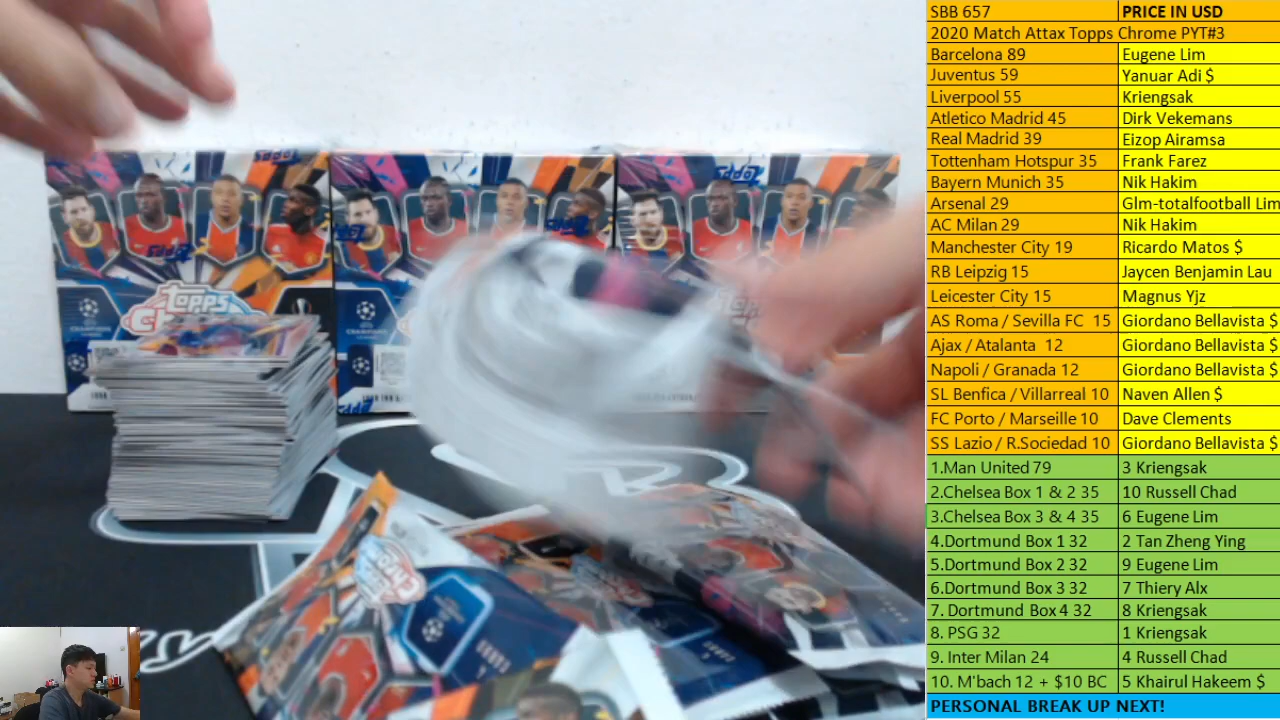 SBB 657 PRICE IN USD
2020 Match Attax Topps Chrome PYT#3
Barcelona 89 Eugene Lim
Juventus 59 Yanuar Adi $
Liverpool 55 Kriengsak
Atletico Madrid 45 Dirk Vekemans
Real Madrid 39 Eizop Airamsa
Tottenham Hotspur 35 Frank Farez
Bayern Munich 35 Nik Hakim
Arsenal 29 Glm-totalfootball Lim
AC Milan 29 Nik Hakim
Manchester City 19 Ricardo Matos $
RB Leipzig 15 Jaycen Benjamin Lau
Leicester City 15 Magnus Yjz
AS Roma / Sevilla FC 15 Giordano Bellavista $
Ajax / Atalanta 12 Giordano Bellavista $
Napoli / Granada 12 Giordano Bellavista $
SL Benfica / Villarreal 10 Naven Allen $
FC Porto / Marseille 10 Dave Clements
SS Lazio / R.Sociedad 10 Giordano Bellavista $
1.Man United 79 3 Kriengsak
2.Chelsea Box 1 & 2 35 10 Russell Chad
3.Chelsea Box 3 & 4 35 6 Eugene Lim
4.Dortmund Box 1 32 2 Tan Zheng Ying
5.Dortmund Box 2 32 9 Eugene Lim
6.Dortmund Box 3 32 7 Thiery Alx
7. Dortmund Box 4 32 8 Kriengsak
8. PSG 32 1 Kriengsak
9. Inter Milan 24 4 Russell Chad
10. M'bach 12 + $10 BC 5 Khairul Hakeem $
PERSONAL BREAK UP NEXT!
topps